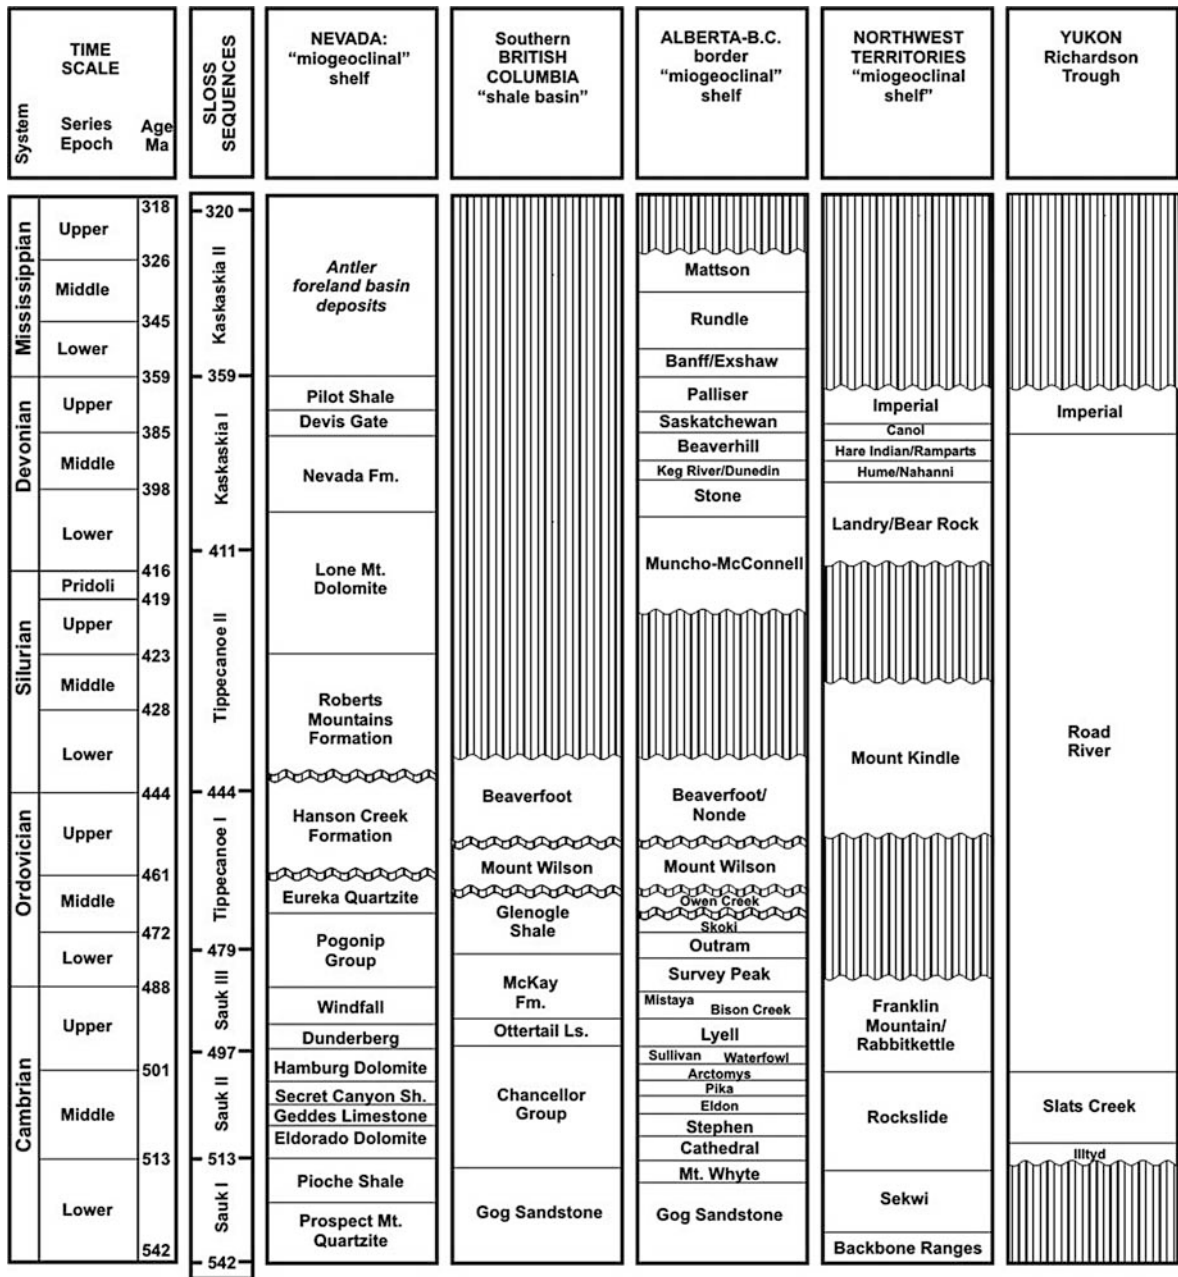 TIME
SCALE
System
Series
Epoch
Age
Ma
SLOSS
SEQUENCES
NEVADA:
“miogeoclinal”
shelf
Southern
BRITISH
COLUMBIA
“shale basin”
ALBERTA-B.C.
border
“miogeoclinal”
shelf
NORTHWEST
TERRITORIES
“miogeoclinal
shelf”
YUKON
Richardson
Trough
Mississippian
Devonian
Silurian
Ordovician
Cambrian
318
Upper
326
Middle
345
Lower
359
Upper
385
Middle
398
Lower
416
Pridoli
419
Upper
423
Middle
428
Lower
444
Upper
461
Middle
472
Lower
488
Upper
501
Middle
513
Lower
542
320
Kaskaskia II
359
Kaskaskia I
411
Tippecanoe II
444
Tippecanoe I
479
Sauk III
497
Sauk II
513
Sauk I
542
Antler
foreland basin
deposits
Pilot Shale
Devis Gate
Nevada Fm.
Lone Mt.
Dolomite
Roberts
Mountains
Formation
Hanson Creek
Formation
Eureka Quartzite
Pogonip
Group
Windfall
Dunderberg
Hamburg Dolomite
Secret Canyon Sh.
Geddes Limestone
Eldorado Dolomite
Pioche Shale
Prospect Mt.
Quartzite
Beaverfoot
Mount Wilson
Glenogle
Shale
McKay
Fm.
Ottertail Ls.
Chancellor
Group
Gog Sandstone
Mattson
Rundle
Banff/Exshaw
Palliser
Saskatchewan
Beaverhill
Keg River/Dunedin
Stone
Muncho-McConnell
Beaverfoot/
Nonde
Mount Wilson
Owen Creek
Skoki
Outram
Survey Peak
Mistaya
Bison Creek
Lyell
Sullivan Waterfowl
Arctomys
Pika
Eldon
Stephen
Cathedral
Mt. Whyte
Gog Sandstone
Imperial
Canol
Hare Indian/Ramparts
Hume/Nahanni
Landry/Bear Rock
Mount Kindle
Franklin
Mountain/
Rabbitkettle
Rockslide
Sekwi
Backbone Ranges
Imperial
Road
River
Slats Creek
Illtyd